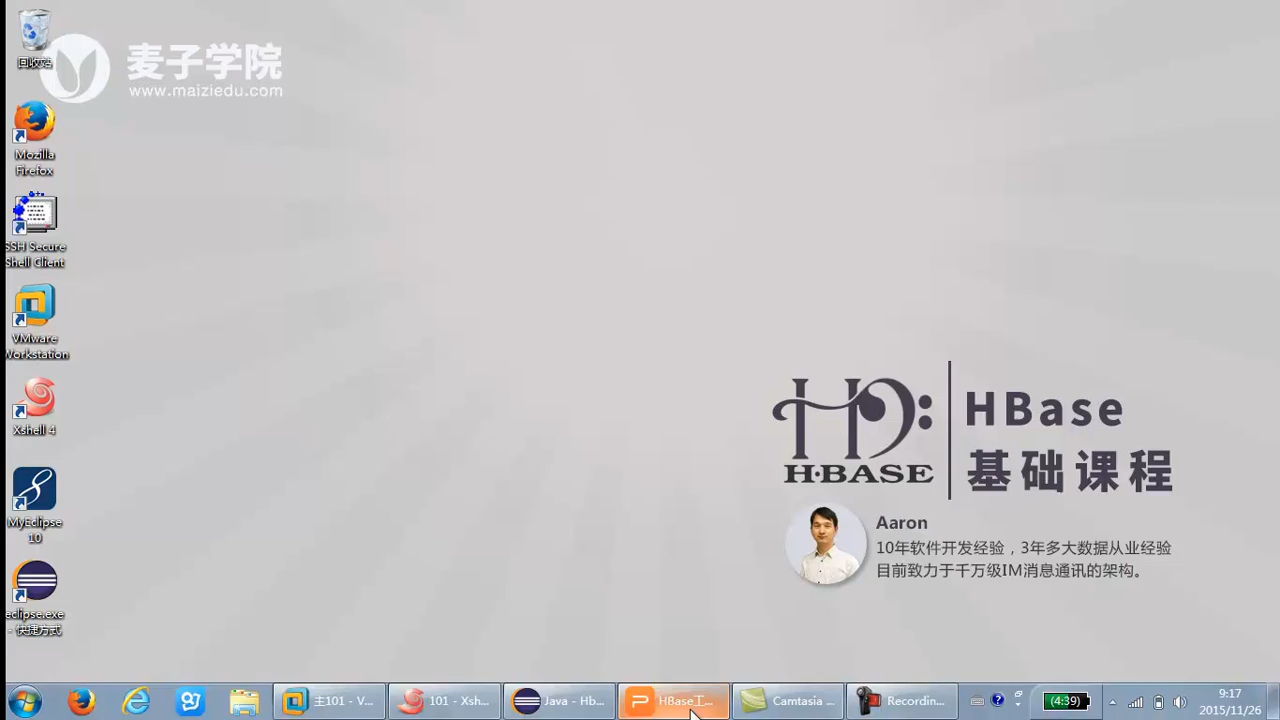 麦子学院
www.maiziedu.com
回收站
Mozilla
Firefox
SSH Secure
Shell Client
VMware
Workstation
Xshell 4
MyEclipse
10
eclipse.exe
- 快捷方式
H·BASE
HBase
基础课程
Aaron
10年软件开发经验，3年多大数据从业经验
目前致力于千万级IM消息通讯的架构。
主101 - V...
101 - Xsh...
Java - Hb...
HBase工...
Camtasia ...
Recordin...
(4:39)
9:17
2015/11/26